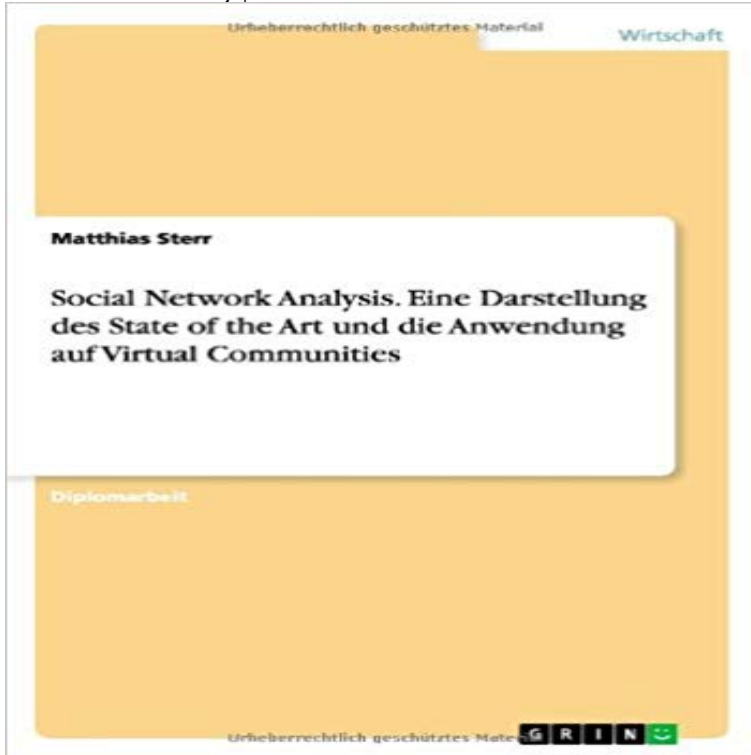 Urheberrechtlich geschütztes Material
Wirtschaft
Matthias Sterr
Social Network Analysis. Eine Darstellung
des State of the Art und die Anwendung
auf Virtual Communities
Diplomarbeit
Urheberrechtlich geschütztes Mate
GRIN